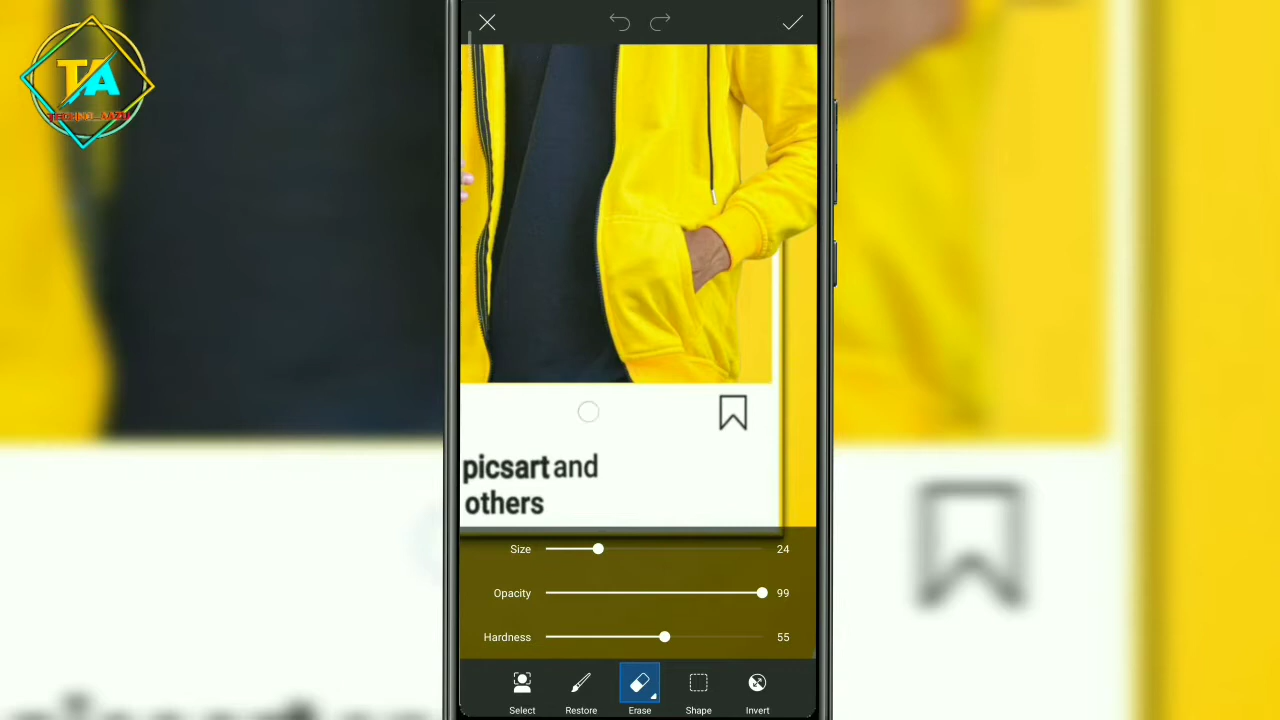 TA
picsart and
others
Size 24
Opacity 99
Hardness 55
Select Restore Erase Shape Invert